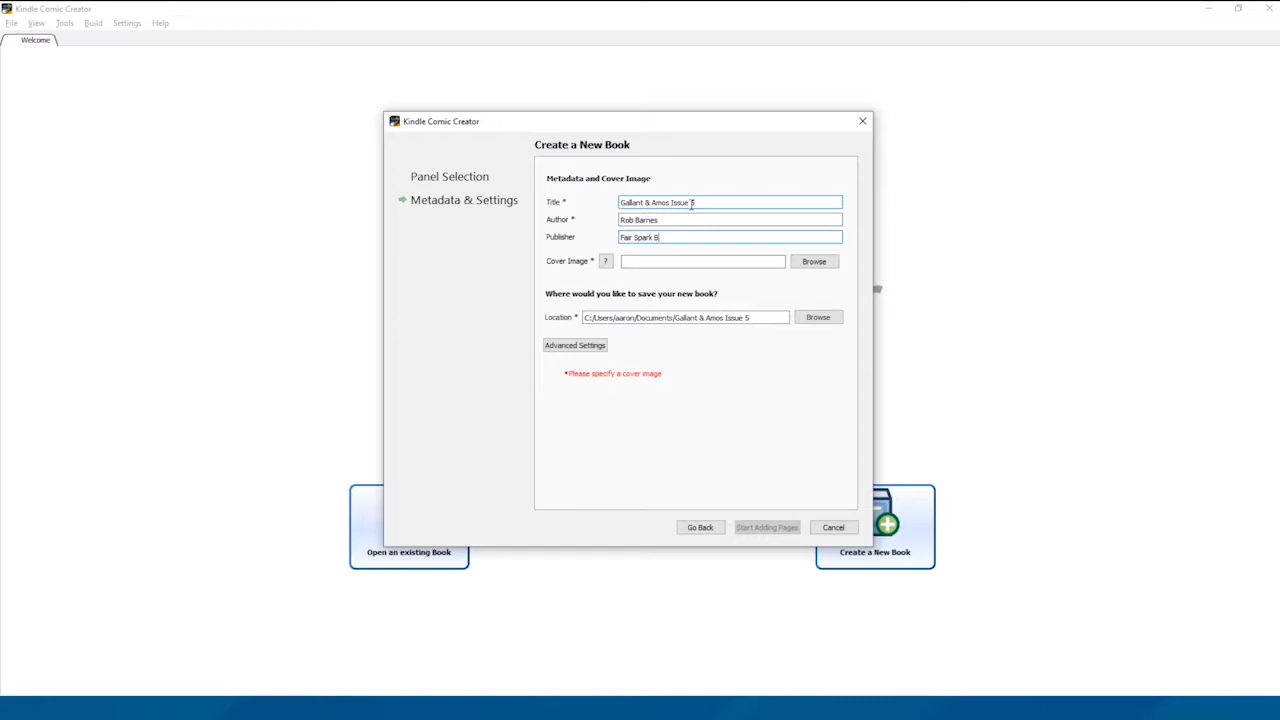 Kindle Comic Creator
File View Tools Build Settings Help
Welcome
Kindle Comic Creator
Create a New Book
Panel Selection
Metadata & Settings
Metadata and Cover Image
Title * Gallant & Amos Issue 5
Author * Rob Barnes
Publisher Fair Spark B
Cover Image * ? Browse
Where would you like to save your new book?
Location * C:/Users/aaron/Documents/Gallant & Amos Issue 5 Browse
Advanced Settings
•Please specify a cover image
Go Back Start Adding Pages Cancel
Open an existing Book
Create a New Book